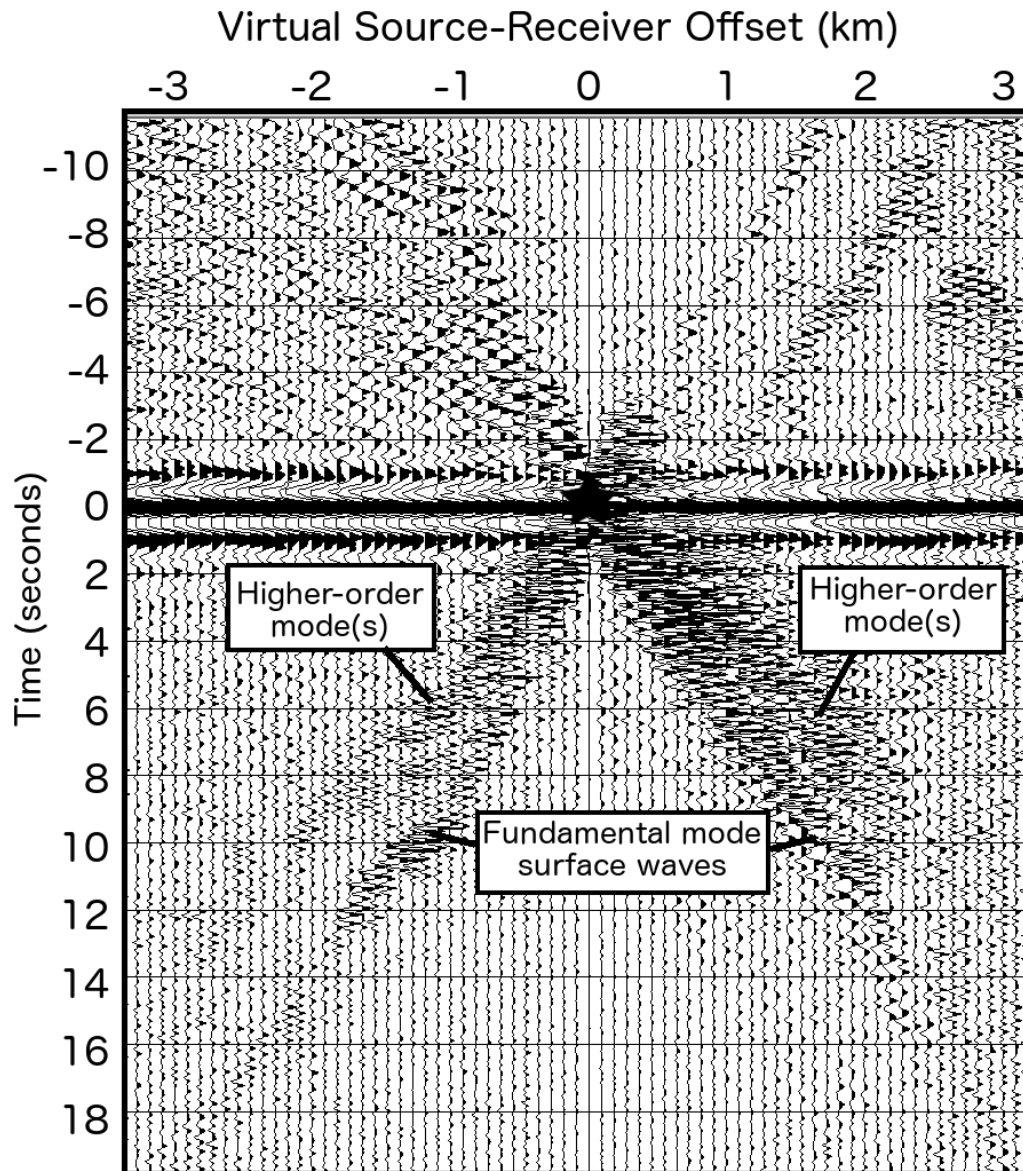 Virtual Source-Receiver Offset (km)
-3 -2 -1 0 1 2 3
Time (seconds)
-10
-8
-6
-4
-2
0
2
4
6
8
10
12
14
16
18
Higher-order
mode(s)
Higher-order
mode(s)
Fundamental mode
surface waves